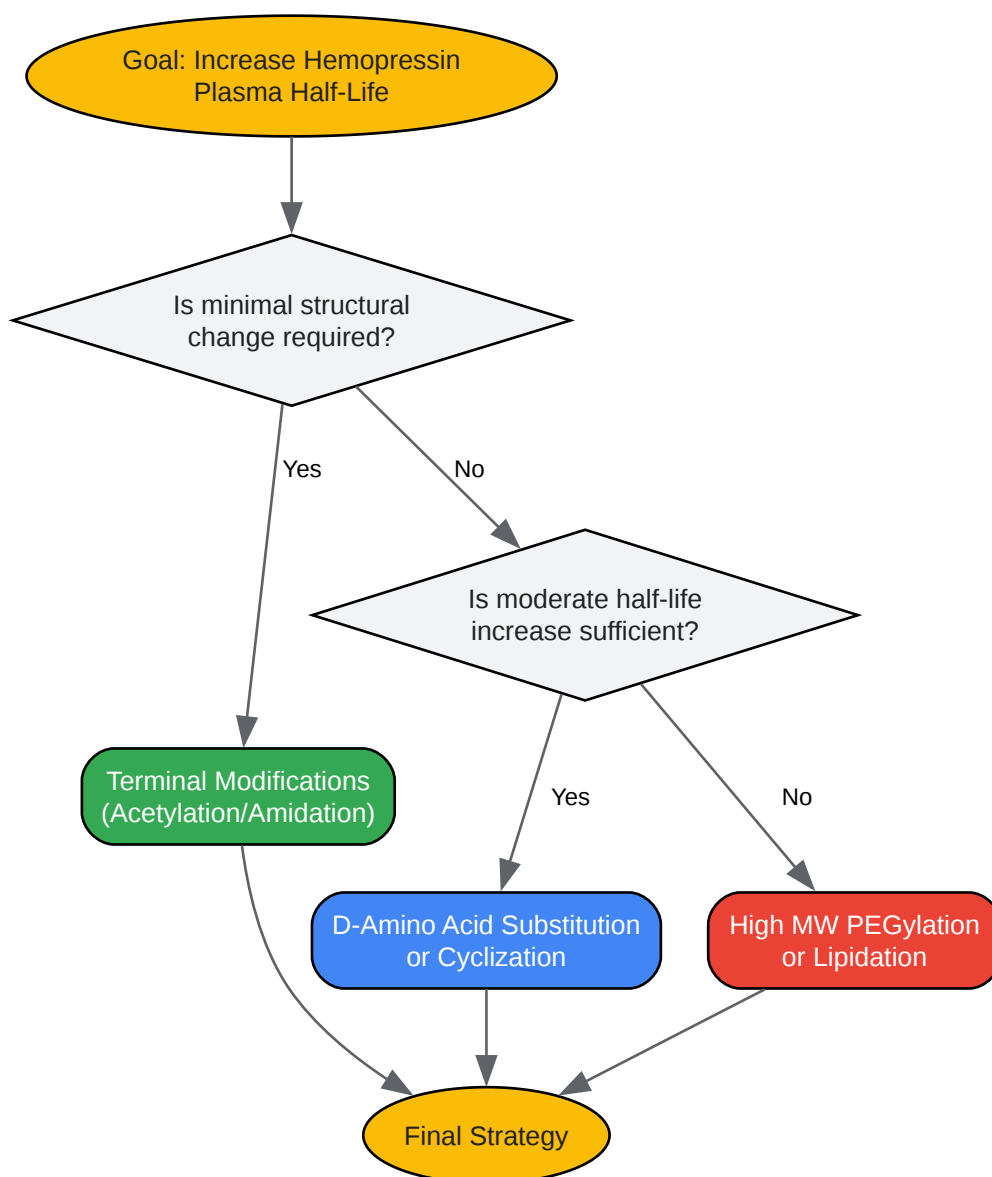 Goal: Increase Hemopressin
Plasma Half-Life
Is minimal structural
change required?
Yes
No
Is moderate half-life
increase sufficient?
Terminal Modifications
(Acetylation/Amidation)
Yes
No
D-Amino Acid Substitution
or Cyclization
High MW PEGylation
or Lipidation
Final Strategy